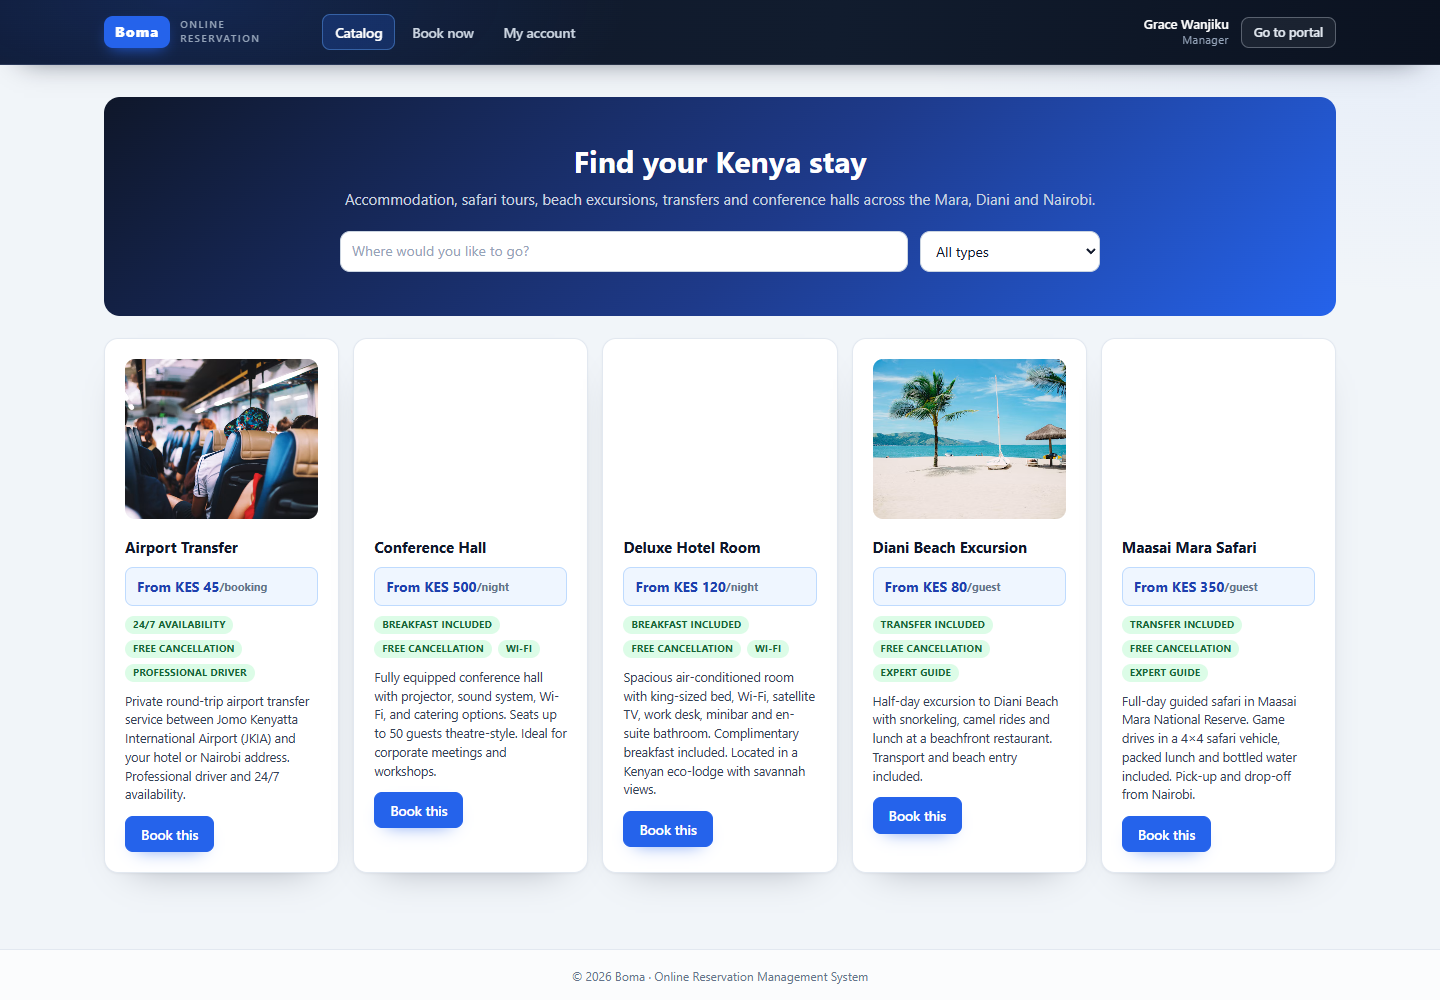 Boma
ONLINE
RESERVATION
Catalog
Book now
My account
Grace Wanjiku
Manager
Go to portal
Find your Kenya stay
Accommodation, safari tours, beach excursions, transfers and conference halls across the Mara, Diani and Nairobi.
Where would you like to go?
All types
Airport Transfer
From KES 45/booking
24/7 AVAILABILITY
FREE CANCELLATION
PROFESSIONAL DRIVER
Private round-trip airport transfer
service between Jomo Kenyatta
International Airport (JKIA) and
your hotel or Nairobi address.
Professional driver and 24/7
availability.
Book this
Conference Hall
From KES 500/night
BREAKFAST INCLUDED
FREE CANCELLATION WI-FI
Fully equipped conference hall
with projector, sound system, Wi-
Fi, and catering options. Seats up
to 50 guests theatre-style. Ideal for
corporate meetings and
workshops.
Book this
Deluxe Hotel Room
From KES 120/night
BREAKFAST INCLUDED
FREE CANCELLATION WI-FI
Spacious air-conditioned room
with king-sized bed, Wi-Fi, satellite
TV, work desk, minibar and en-
suite bathroom. Complimentary
breakfast included. Located in a
Kenyan eco-lodge with savannah
views.
Book this
Diani Beach Excursion
From KES 80/guest
TRANSFER INCLUDED
FREE CANCELLATION
EXPERT GUIDE
Half-day excursion to Diani Beach
with snorkeling, camel rides and
lunch at a beachfront restaurant.
Transport and beach entry
included.
Book this
Maasai Mara Safari
From KES 350/guest
TRANSFER INCLUDED
FREE CANCELLATION
EXPERT GUIDE
Full-day guided safari in Maasai
Mara National Reserve. Game
drives in a 4×4 safari vehicle,
packed lunch and bottled water
included. Pick-up and drop-off
from Nairobi.
Book this
© 2026 Boma · Online Reservation Management System